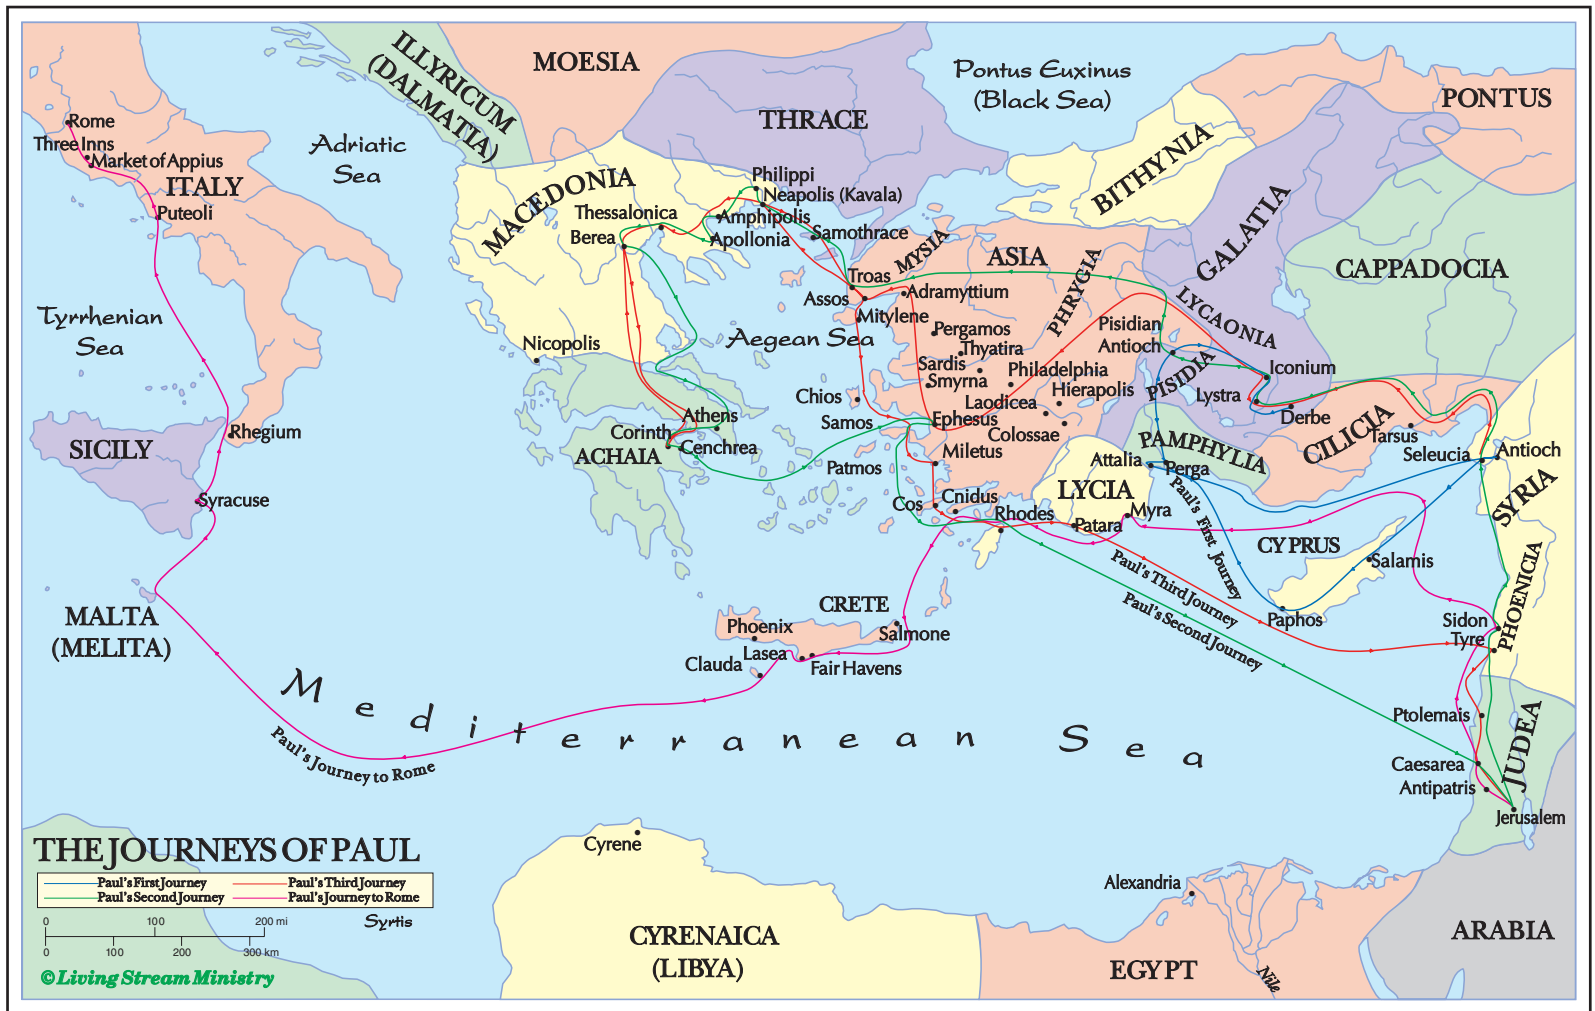 ILLYRICUM
(DALMATIA)
MOESIA
Pontus Euxinus
(Black Sea)
PONTUS
THRACE
BITHYNIA
Rome
Three Inns
Market of Appius
ITALY
Puteoli
Adriatic
Sea
MACEDONIA
Philippi
Neapolis (Kavala)
Thessalonica
Amphipolis
Berea
Apollonia
Samothrace
MYSIA
ASIA
PHRYGIA
GALATIA
CAPPADOCIA
Troas
Assos
Adramyttium
Mitylene
LYCAONIA
Tyrrhenian
Sea
Nicopolis
Aegean Sea
Pergamos
Thyatira
Sardis
Smyrna
Philadelphia
Hierapolis
Laodicea
Colossae
Pisidian
Antioch
PISIDIA
Iconium
Lystra
Derbe
Chios
Samos
Ephesus
Athens
Corinth
Cenchrea
ACHAIA
Patmos
Miletus
CILICIA
Tarsus
Seleucia
Antioch
SYRIA
PAMPHYLIA
Attalia
Perga
LYCIA
Myra
Patara
Cos
Cnidus
Rhodes
Rhegium
SICILY
Syracuse
Paul's First Journey
CYPRUS
Salamis
Paphos
Paul's Third Journey
Paul's Second Journey
PHOENICIA
Sidon
Tyre
MALTA
(MELITA)
CRETE
Phoenix
Salmone
Lasea
Fair Havens
Clauda
Mediterranean Sea
Paul's Journey to Rome
Ptolemais
JUDEA
Caesarea
Antipatris
Jerusalem
Cyrene
THE JOURNEYS OF PAUL
Paul's First Journey
Paul's Third Journey
Paul's Second Journey
Paul's Journey to Rome
0 100 200 mi
0 100 200 300 km
Syrtis
© Living Stream Ministry
CYRENAICA
(LIBYA)
Alexandria
EGYPT
Nile
ARABIA